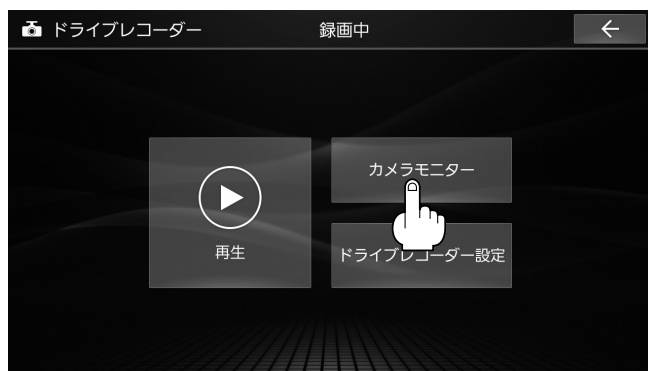 ドライブレコーダー
録画中
カメラモニター
再生
ドライブレコーダー設定